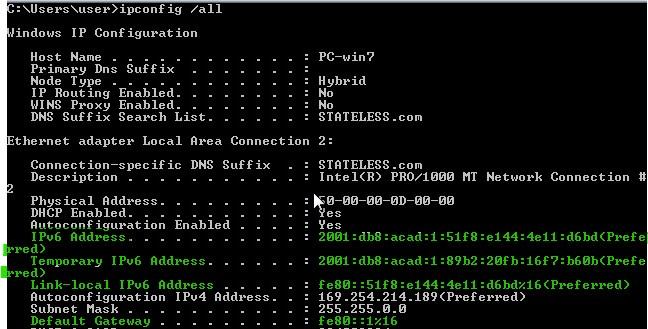 C:\Users\user>ipconfig /all
Windows IP Configuration
Host Name . . . . . . . . . . . . : PC-win7
Primary Dns Suffix . . . . . . . :
Node Type . . . . . . . . . . . . : Hybrid
IP Routing Enabled. . . . . . . . : No
WINS Proxy Enabled. . . . . . . . : No
DNS Suffix Search List. . . . . . : STATELESS.com
Ethernet adapter Local Area Connection 2:
Connection-specific DNS Suffix . : STATELESS.com
Description . . . . . . . . . . . : Intel(R) PRO/1000 MT Network Connection #
2
Physical Address. . . . . . . . . : 50-00-00-0D-00-00
DHCP Enabled. . . . . . . . . . . : Yes
Autoconfiguration Enabled . . . . : Yes
IPv6 Address. . . . . . . . . . . : 2001:db8:acad:1:51f8:e144:4e11:d6bd(Prefe
rred)
Temporary IPv6 Address. . . . . . : 2001:db8:acad:1:89b2:20fb:16f7:b60b(Prefe
rred)
Link-local IPv6 Address . . . . . : fe80::51f8:e144:4e11:d6bd%16(Preferred)
Autoconfiguration IPv4 Address. . : 169.254.214.189(Preferred)
Subnet Mask . . . . . . . . . . . : 255.255.0.0
Default Gateway . . . . . . . . . : fe80::1%16